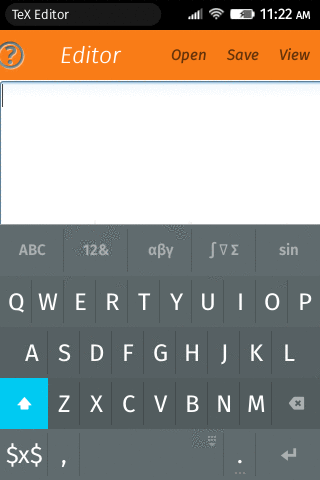 TeX Editor 11:22 AM
? Editor Open Save View
ABC 12& αβγ ∫∇Σ sin
Q W E R T Y U I O P
A S D F G H J K L
Z X C V B N M
$x$ , .